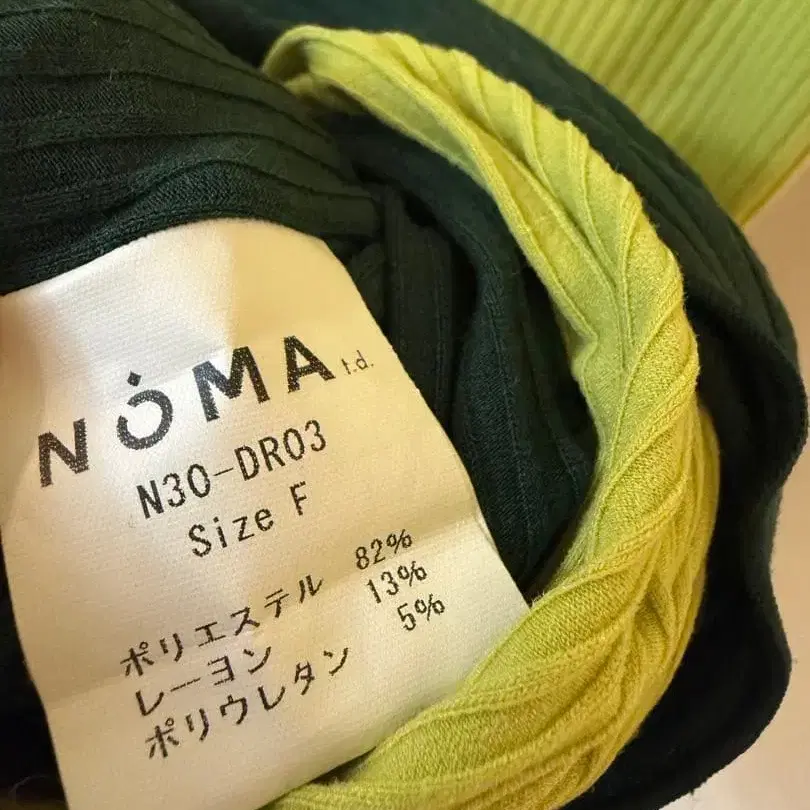 NOMA t.d.
N30-DR03
Size F
ポリエステル 82%
レーヨン 13%
ポリウレタン 5%